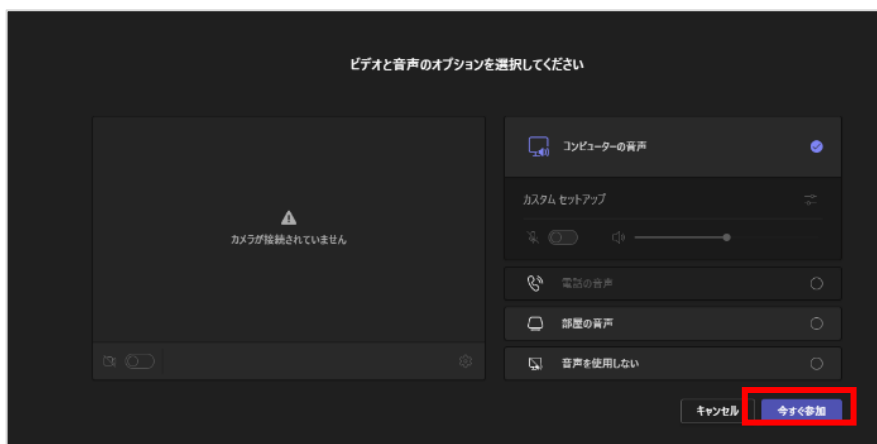 ビデオと音声のオプションを選択してください
カメラが接続されていません
コンピューターの音声
カスタム セットアップ
電話の音声
部屋の音声
音声を使用しない
キャンセル
今すぐ参加